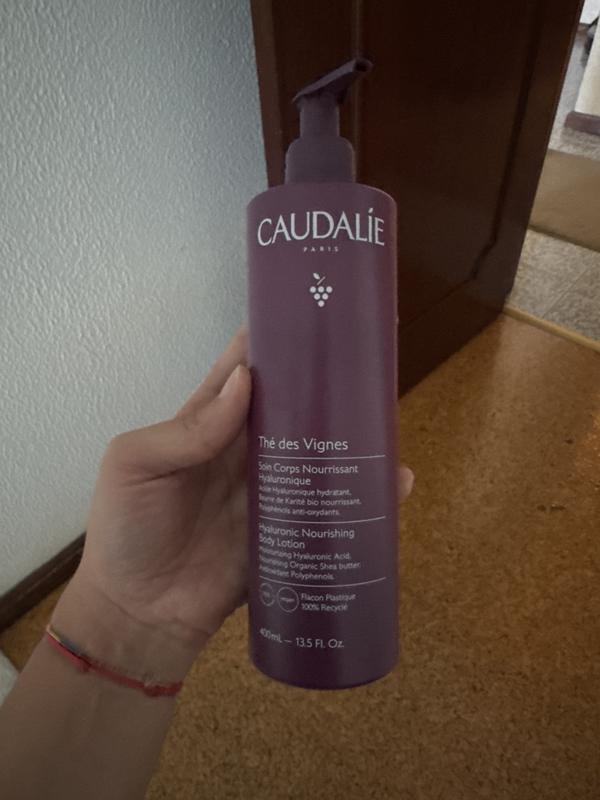 CAUDALÍE
PARIS
Thé des Vignes
Soin Corps Nourrissant
Hyaluronique
Acide Hyaluronique hydratant,
Beurre de Karité bio nourrissant,
Polyphénols anti-oxydants.
Hyaluronic Nourishing
Body Lotion
Moisturizing Hyaluronic Acid,
Nourishing Organic Shea butter,
Antioxidant Polyphenols.
vegan
Flacon Plastique
100% Recyclé
400mL – 13.5 Fl. Oz.